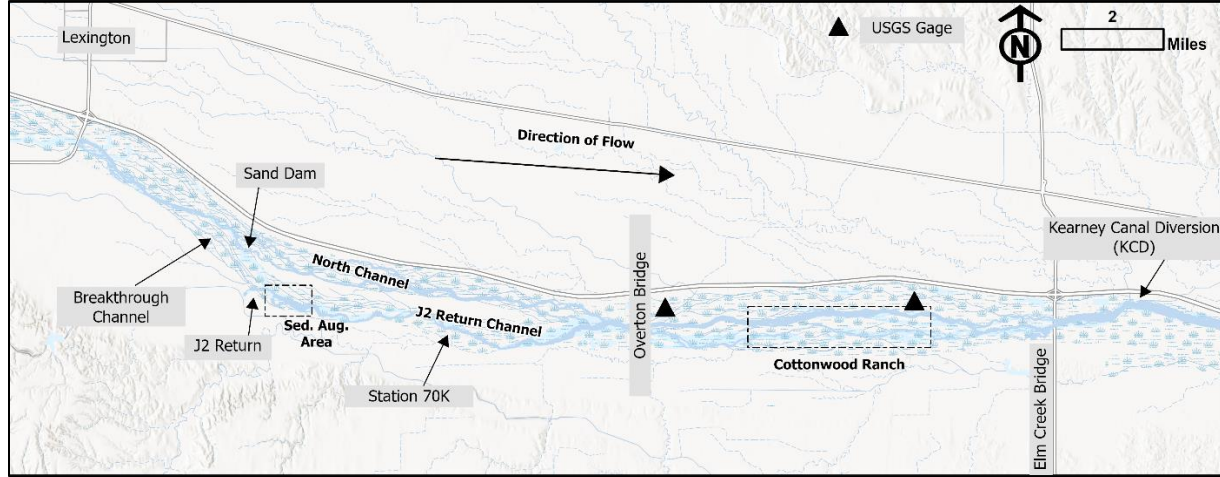 Lexington
USGS Gage
N
2
Miles
Direction of Flow
Sand Dam
Kearney Canal Diversion
(KCD)
North Channel
Breakthrough
Channel
J2 Return
Sed. Aug.
Area
J2 Return Channel
Station 70K
Overton Bridge
Cottonwood Ranch
Elm Creek Bridge